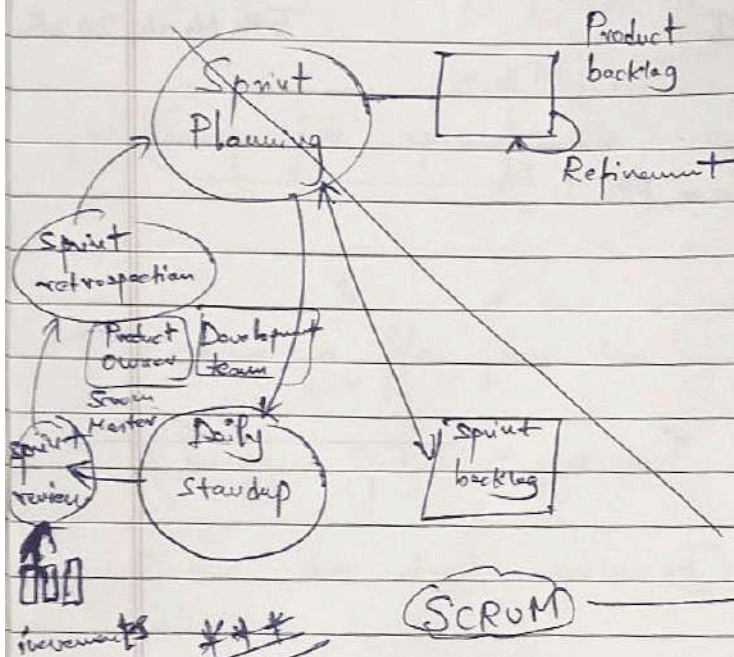 Product
backlog
Sprint
Planning
Refinement
Sprint
retrospection
Product
owner
Development
team
Scrum
Master
Daily
standup
Sprint
review
Sprint
backlog
SCRUM